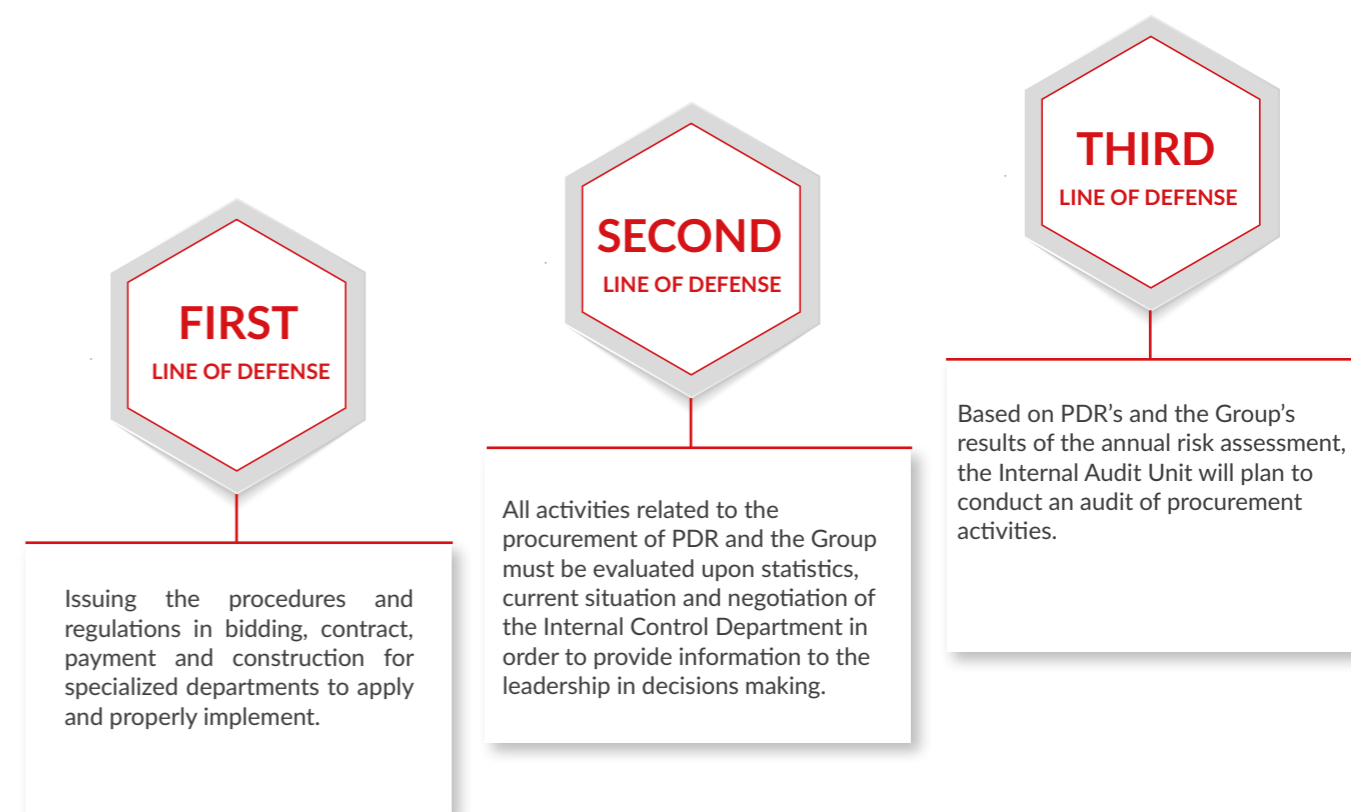 FIRST
LINE OF DEFENSE
Issuing the procedures and
regulations in bidding, contract,
payment and construction for
specialized departments to apply
and properly implement.
SECOND
LINE OF DEFENSE
All activities related to the
procurement of PDR and the Group
must be evaluated upon statistics,
current situation and negotiation of
the Internal Control Department in
order to provide information to the
leadership in decisions making.
THIRD
LINE OF DEFENSE
Based on PDR’s and the Group’s
results of the annual risk assessment,
the Internal Audit Unit will plan to
conduct an audit of procurement
activities.